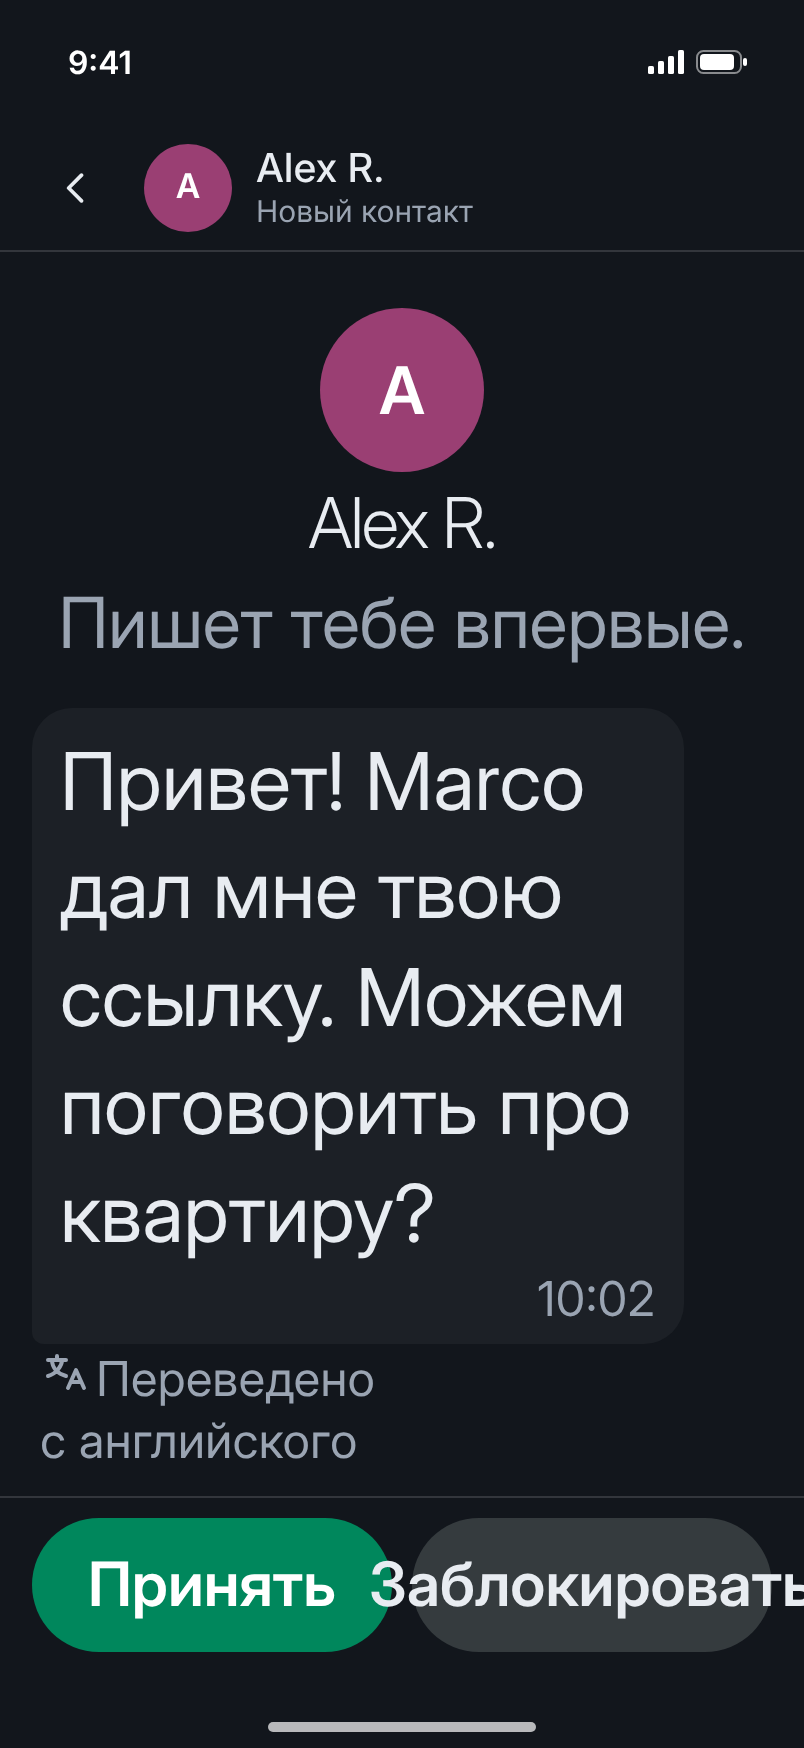 9:41
A
Alex R.
Новый контакт
A
Alex R.
Пишет тебе впервые.
Привет! Marco
дал мне твою
ссылку. Можем
поговорить про
квартиру?
10:02
Переведено
с английского
Принять
Заблокировать